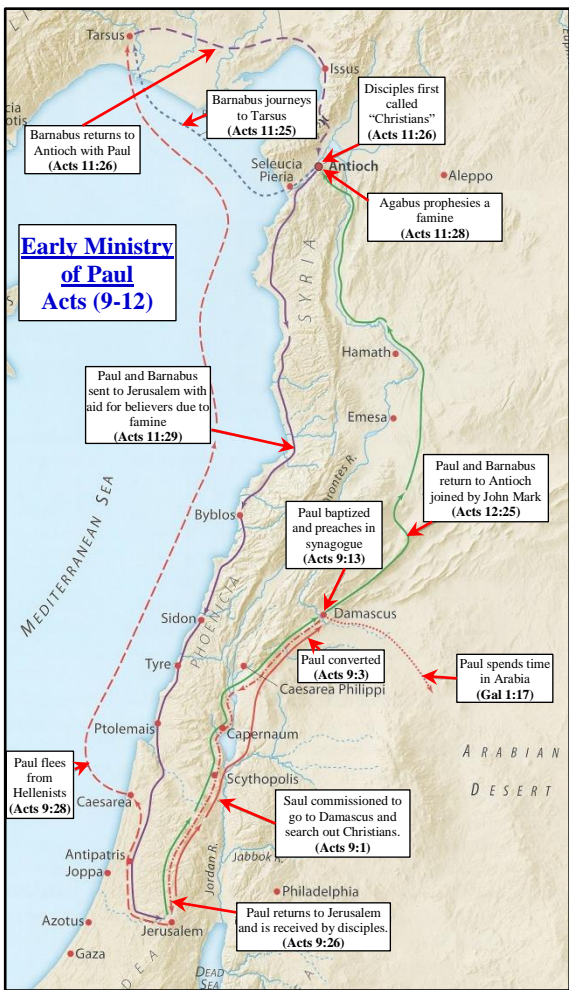 Tarsus
Issus
Barnabus journeys
to Tarsus
(Acts 11:25)
Disciples first
called
“Christians”
(Acts 11:26)
Barnabus returns to
Antioch with Paul
(Acts 11:26)
Seleucia
Pieria
Antioch
Aleppo
Agabus prophesies a
famine
(Acts 11:28)
Early Ministry
of Paul
Acts (9-12)
SYRIA
Hamath
Paul and Barnabus
sent to Jerusalem with
aid for believers due to
famine
(Acts 11:29)
Emesa
Orontes R.
Paul and Barnabus
return to Antioch
joined by John Mark
(Acts 12:25)
Byblos
Paul baptized
and preaches in
synagogue
(Acts 9:13)
MEDITERRANEAN SEA
Sidon
PHOENICIA
Damascus
Tyre
Paul converted
(Acts 9:3)
Paul spends time
in Arabia
(Gal 1:17)
Caesarea Philippi
Ptolemais
Capernaum
ARABIAN
DESERT
Paul flees
from
Hellenists
(Acts 9:28)
Scythopolis
Caesarea
Saul commissioned to
go to Damascus and
search out Christians.
(Acts 9:1)
Antipatris
Joppa
Jordan R.
Jabbok R.
Philadelphia
Azotus
Jerusalem
Paul returns to Jerusalem
and is received by disciples.
(Acts 9:26)
Gaza
DEAD
SEA